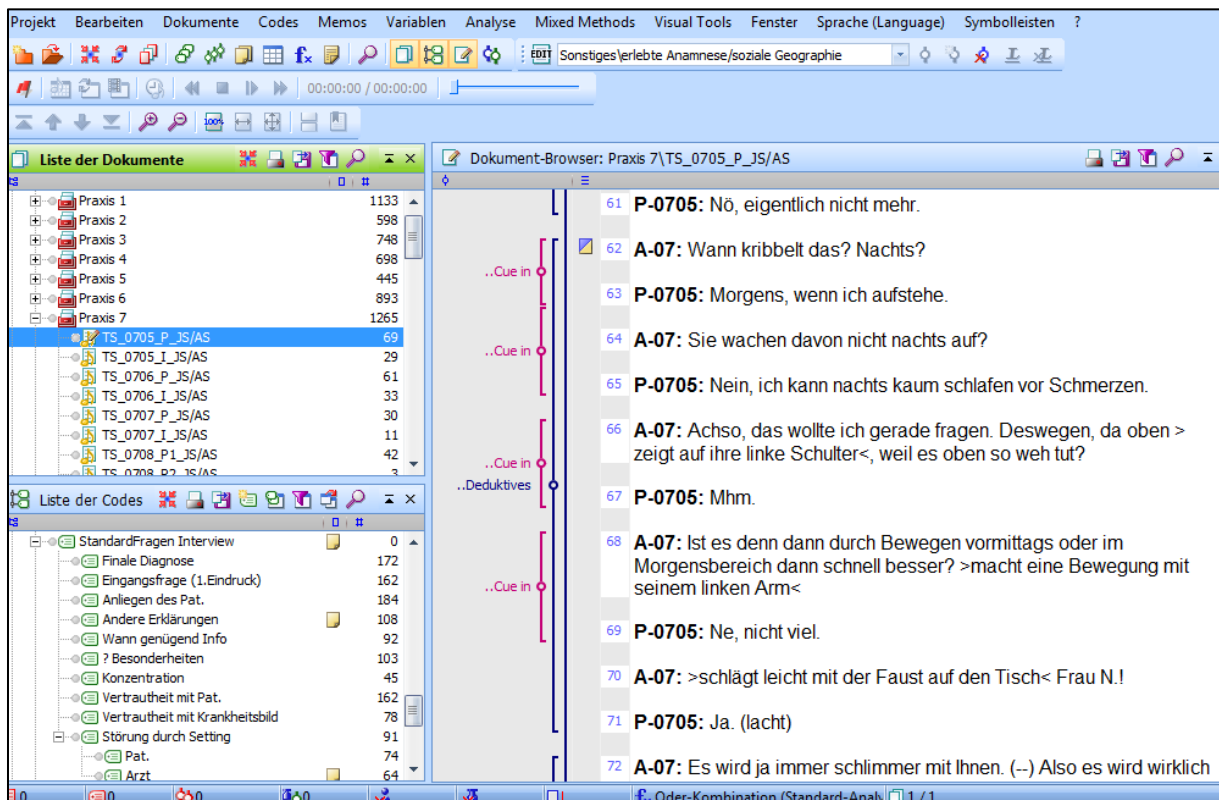 Projekt Bearbeiten Dokumente Codes Memos Variablen Analyse Mixed Methods Visual Tools Fenster Sprache (Language) Symbolleisten ?
EDIT Sonstiges\erlebte Anamnese/soziale Geographie
00:00:00 / 00:00:00
100%
Liste der Dokumente
Praxis 1 1133
Praxis 2 598
Praxis 3 748
Praxis 4 698
Praxis 5 445
Praxis 6 893
Praxis 7 1265
TS_0705_P_JS/AS 69
TS_0705_I_JS/AS 29
TS_0706_P_JS/AS 61
TS_0706_I_JS/AS 33
TS_0707_P_JS/AS 30
TS_0707_I_JS/AS 11
TS_0708_P1_JS/AS 42
TS_0708_P2_JS/AS 3
Liste der Codes
StandardFragen Interview 0
Finale Diagnose 172
Eingangsfrage (1.Eindruck) 162
Anliegen des Pat. 184
Andere Erklärungen 108
Wann genügend Info 92
? Besonderheiten 103
Konzentration 45
Vertrautheit mit Pat. 162
Vertrautheit mit Krankheitsbild 78
Störung durch Setting 91
Pat. 74
Arzt 64
Dokument-Browser: Praxis 7\TS_0705_P_JS/AS
61 P-0705: Nö, eigentlich nicht mehr.
62 A-07: Wann kribbelt das? Nachts?
..Cue in
63 P-0705: Morgens, wenn ich aufstehe.
64 A-07: Sie wachen davon nicht nachts auf?
..Cue in
65 P-0705: Nein, ich kann nachts kaum schlafen vor Schmerzen.
66 A-07: Achso, das wollte ich gerade fragen. Deswegen, da oben >
zeigt auf ihre linke Schulter<, weil es oben so weh tut?
..Cue in
..Deduktives
67 P-0705: Mhm.
68 A-07: Ist es denn dann durch Bewegen vormittags oder im
Morgensbereich dann schnell besser? >macht eine Bewegung mit
seinem linken Arm<
..Cue in
69 P-0705: Ne, nicht viel.
70 A-07: >schlägt leicht mit der Faust auf den Tisch< Frau N.!
71 P-0705: Ja. (lacht)
72 A-07: Es wird ja immer schlimmer mit Ihnen. (--) Also es wird wirklich
0 0 0 0 Oder-Kombination (Standard-Analy 1 / 1